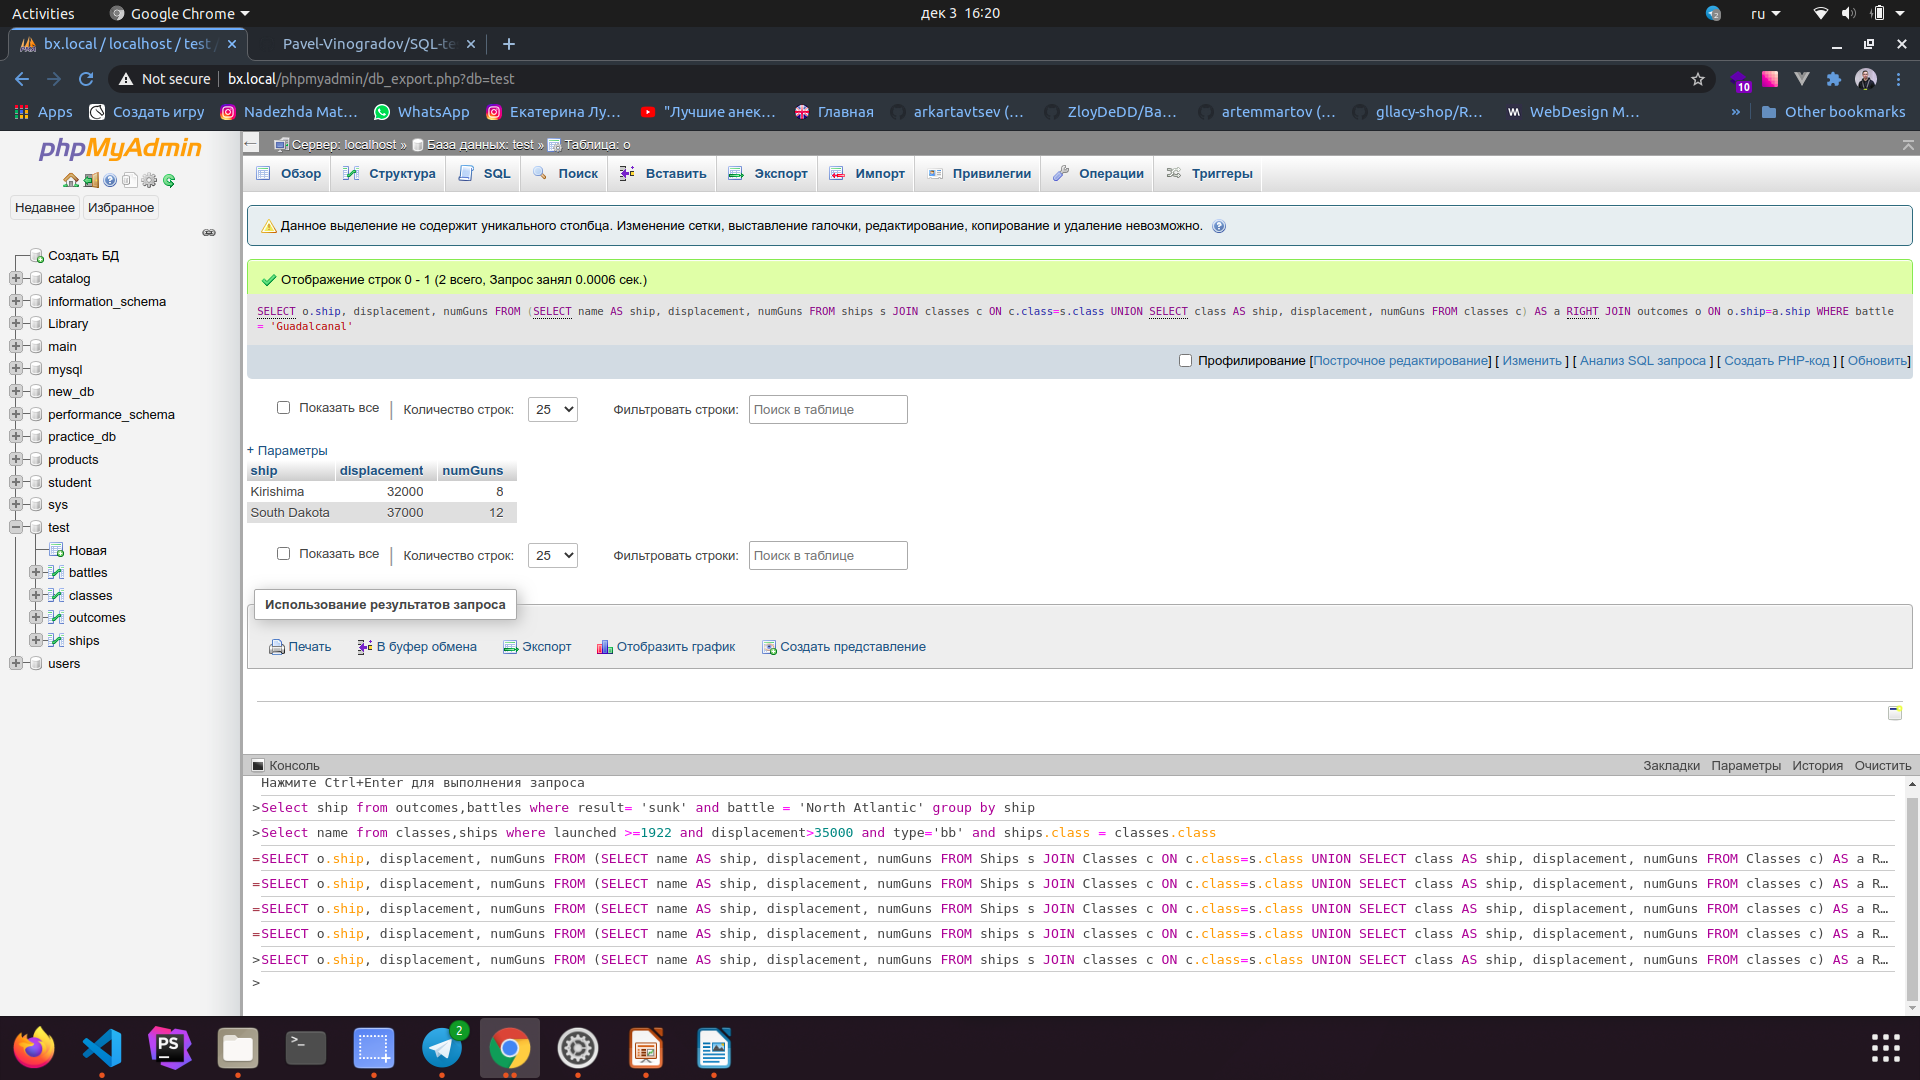 Activities
Google Chrome
дек 3 16:20
ru
bx.local / localhost / test /
Pavel-Vinogradov/SQL-te
Not secure
bx.local/phpmyadmin/db_export.php?db=test
10
Apps
Создать игру
Nadezhda Mat…
WhatsApp
Екатерина Лу…
"Лучшие анек…
Главная
arkartavtsev (…
ZloyDeDD/Ba…
artemmartov (…
gllacy-shop/R…
WebDesign M…
»
Other bookmarks
phpMyAdmin
Недавнее
Избранное
Создать БД
catalog
information_schema
Library
main
mysql
new_db
performance_schema
practice_db
products
student
sys
test
Новая
battles
classes
outcomes
ships
users
Сервер: localhost » База данных: test » Таблица: o
Обзор
Структура
SQL
Поиск
Вставить
Экспорт
Импорт
Привилегии
Операции
Триггеры
Данное выделение не содержит уникального столбца. Изменение сетки, выставление галочки, редактирование, копирование и удаление невозможно.
Отображение строк 0 - 1 (2 всего, Запрос занял 0.0006 сек.)
SELECT o.ship, displacement, numGuns FROM (SELECT name AS ship, displacement, numGuns FROM ships s JOIN classes c ON c.class=s.class UNION SELECT class AS ship, displacement, numGuns FROM classes c) AS a RIGHT JOIN outcomes o ON o.ship=a.ship WHERE battle
= 'Guadalcanal'
Профилирование [Построчное редактирование] [ Изменить ] [ Анализ SQL запроса ] [ Создать PHP-код ] [ Обновить]
Показать все | Количество строк: 25 Фильтровать строки: Поиск в таблице
+ Параметры
ship displacement numGuns
Kirishima 32000 8
South Dakota 37000 12
Показать все | Количество строк: 25 Фильтровать строки: Поиск в таблице
Использование результатов запроса
Печать
В буфер обмена
Экспорт
Отобразить график
Создать представление
Консоль
Закладки Параметры История Очистить
Нажмите Ctrl+Enter для выполнения запроса
>Select ship from outcomes,battles where result= 'sunk' and battle = 'North Atlantic' group by ship
>Select name from classes,ships where launched >=1922 and displacement>35000 and type='bb' and ships.class = classes.class
=SELECT o.ship, displacement, numGuns FROM (SELECT name AS ship, displacement, numGuns FROM Ships s JOIN Classes c ON c.class=s.class UNION SELECT class AS ship, displacement, numGuns FROM Classes c) AS a R…
=SELECT o.ship, displacement, numGuns FROM (SELECT name AS ship, displacement, numGuns FROM Ships s JOIN Classes c ON c.class=s.class UNION SELECT class AS ship, displacement, numGuns FROM classes c) AS a R…
=SELECT o.ship, displacement, numGuns FROM (SELECT name AS ship, displacement, numGuns FROM Ships s JOIN Classes c ON c.class=s.class UNION SELECT class AS ship, displacement, numGuns FROM classes c) AS a R…
=SELECT o.ship, displacement, numGuns FROM (SELECT name AS ship, displacement, numGuns FROM ships s JOIN classes c ON c.class=s.class UNION SELECT class AS ship, displacement, numGuns FROM classes c) AS a R…
>SELECT o.ship, displacement, numGuns FROM (SELECT name AS ship, displacement, numGuns FROM ships s JOIN classes c ON c.class=s.class UNION SELECT class AS ship, displacement, numGuns FROM classes c) AS a R…
>
PS
>_
2